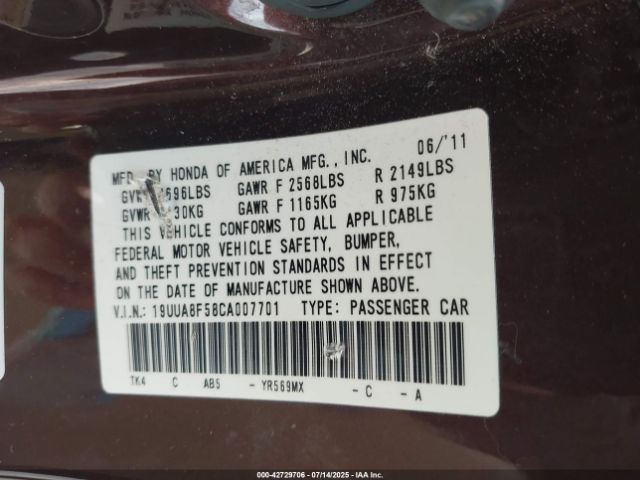 MFD. BY HONDA OF AMERICA MFG., INC. 06/'11
GAWR F 2568LBS R 2149LBS
GVWR GAWR F 1165KG R 975KG
THIS VEHICLE CONFORMS TO ALL APPLICABLE
FEDERAL MOTOR VEHICLE SAFETY, BUMPER,
AND THEFT PREVENTION STANDARDS IN EFFECT
ON THE DATE OF MANUFACTURE SHOWN ABOVE.
V.I.N.: 19UUA8F58CA007701 TYPE: PASSENGER CAR
TK4 C AB5 - YR569MX - C - A
000-42729706 07/14/2025 IAA Inc.